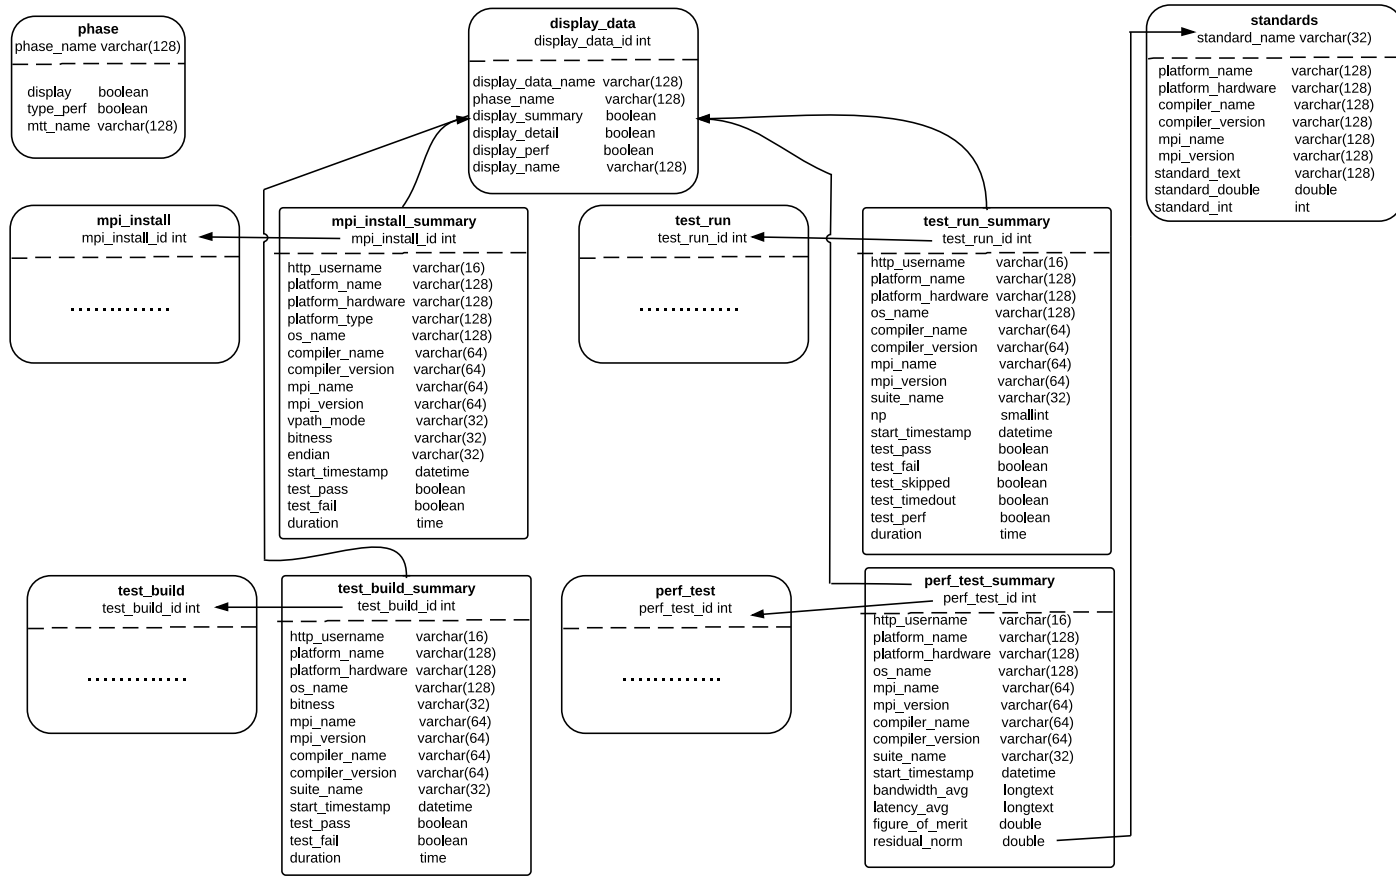 phase
phase_name varchar(128)
display boolean
type_perf boolean
mtt_name varchar(128)
display_data
display_data_id int
display_data_name varchar(128)
phase_name varchar(128)
display_summary boolean
display_detail boolean
display_perf boolean
display_name varchar(128)
standards
standard_name varchar(32)
platform_name varchar(128)
platform_hardware varchar(128)
compiler_name varchar(128)
compiler_version varchar(128)
mpi_name varchar(128)
mpi_version varchar(128)
standard_text varchar(128)
standard_double double
standard_int int
mpi_install
mpi_install_id int
.............
mpi_install_summary
mpi_install_id int
http_username varchar(16)
platform_name varchar(128)
platform_hardware varchar(128)
platform_type varchar(128)
os_name varchar(128)
compiler_name varchar(64)
compiler_version varchar(64)
mpi_name varchar(64)
mpi_version varchar(64)
vpath_mode varchar(32)
bitness varchar(32)
endian varchar(32)
start_timestamp datetime
test_pass boolean
test_fail boolean
duration time
test_run
test_run_id int
.............
test_run_summary
test_run_id int
http_username varchar(16)
platform_name varchar(128)
platform_hardware varchar(128)
os_name varchar(128)
compiler_name varchar(64)
compiler_version varchar(64)
mpi_name varchar(64)
mpi_version varchar(64)
suite_name varchar(32)
np smallint
start_timestamp datetime
test_pass boolean
test_fail boolean
test_skipped boolean
test_timedout boolean
test_perf boolean
duration time
test_build
test_build_id int
.............
test_build_summary
test_build_id int
http_username varchar(16)
platform_name varchar(128)
platform_hardware varchar(128)
os_name varchar(128)
bitness varchar(32)
mpi_name varchar(64)
mpi_version varchar(64)
compiler_name varchar(64)
compiler_version varchar(64)
suite_name varchar(32)
start_timestamp datetime
test_pass boolean
test_fail boolean
duration time
perf_test
perf_test_id int
.............
perf_test_summary
perf_test_id int
http_username varchar(16)
platform_name varchar(128)
platform_hardware varchar(128)
os_name varchar(128)
mpi_name varchar(64)
mpi_version varchar(64)
compiler_name varchar(64)
compiler_version varchar(64)
suite_name varchar(32)
start_timestamp datetime
bandwidth_avg longtext
latency_avg longtext
figure_of_merit double
residual_norm double